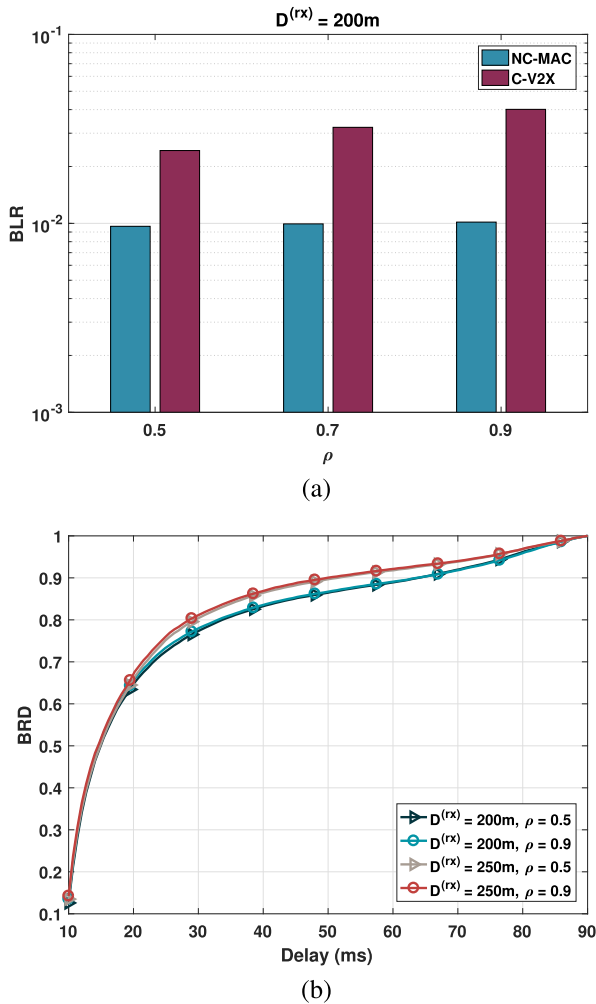 D^(rx) = 200m
10^-1
NC-MAC
C-V2X
BLR
10^-2
10^-3
0.5 0.7 0.9
ρ
(a)
1
0.9
0.8
0.7
0.6
BRD
0.5
0.4
0.3
D^(rx) = 200m, ρ = 0.5
D^(rx) = 200m, ρ = 0.9
0.2
D^(rx) = 250m, ρ = 0.5
D^(rx) = 250m, ρ = 0.9
0.1
10 20 30 40 50 60 70 80 90
Delay (ms)
(b)